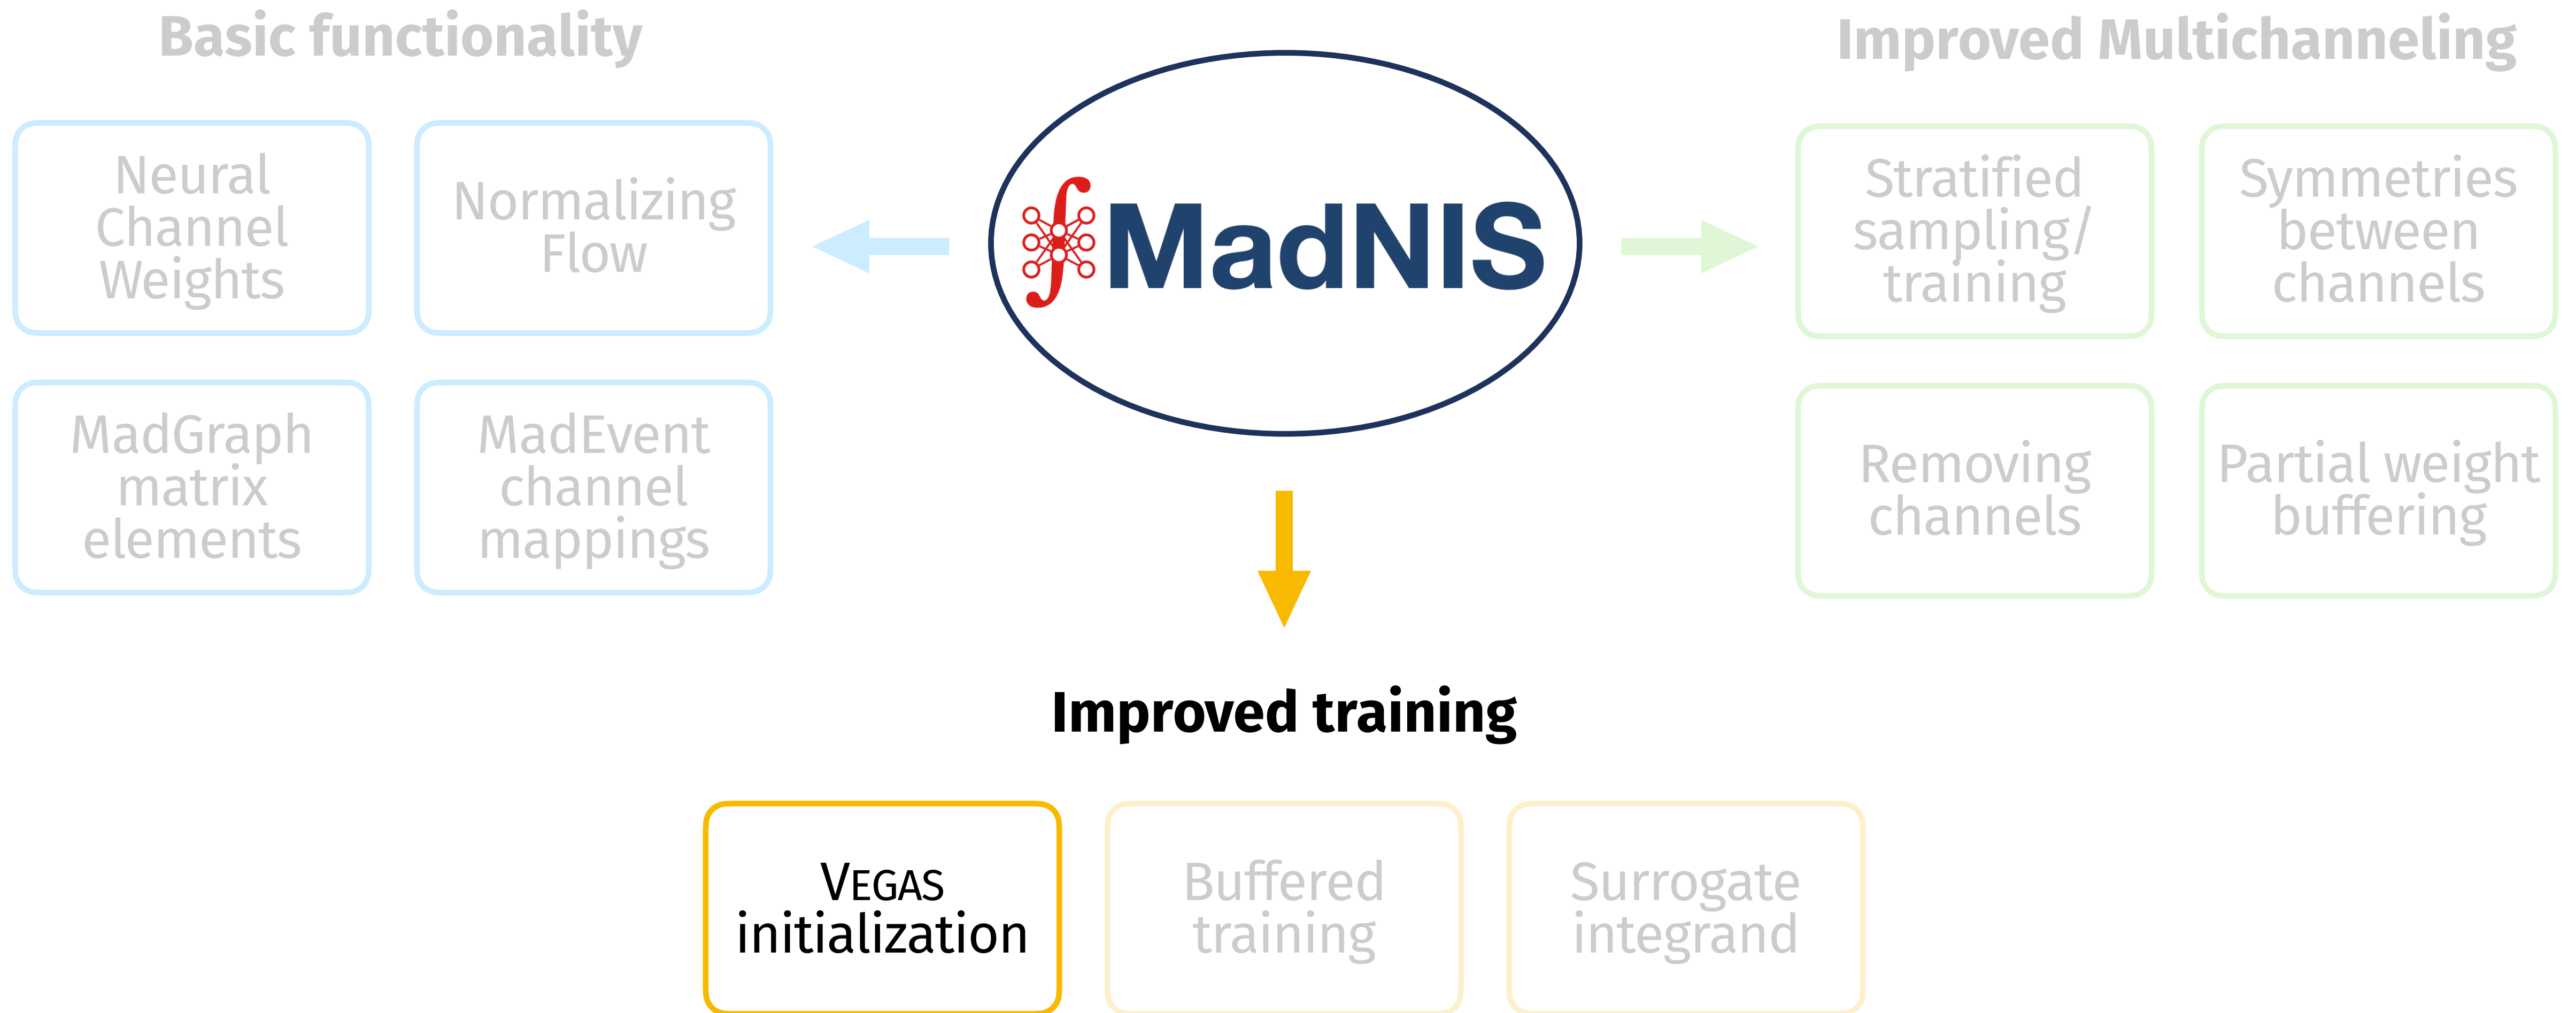 Basic functionality
Neural
Channel
Weights
Normalizing
Flow
MadGraph
matrix
elements
MadEvent
channel
mappings
MadNIS
Improved Multichanneling
Stratified
sampling/
training
Symmetries
between
channels
Removing
channels
Partial weight
buffering
Improved training
VEGAS
initialization
Buffered
training
Surrogate
integrand